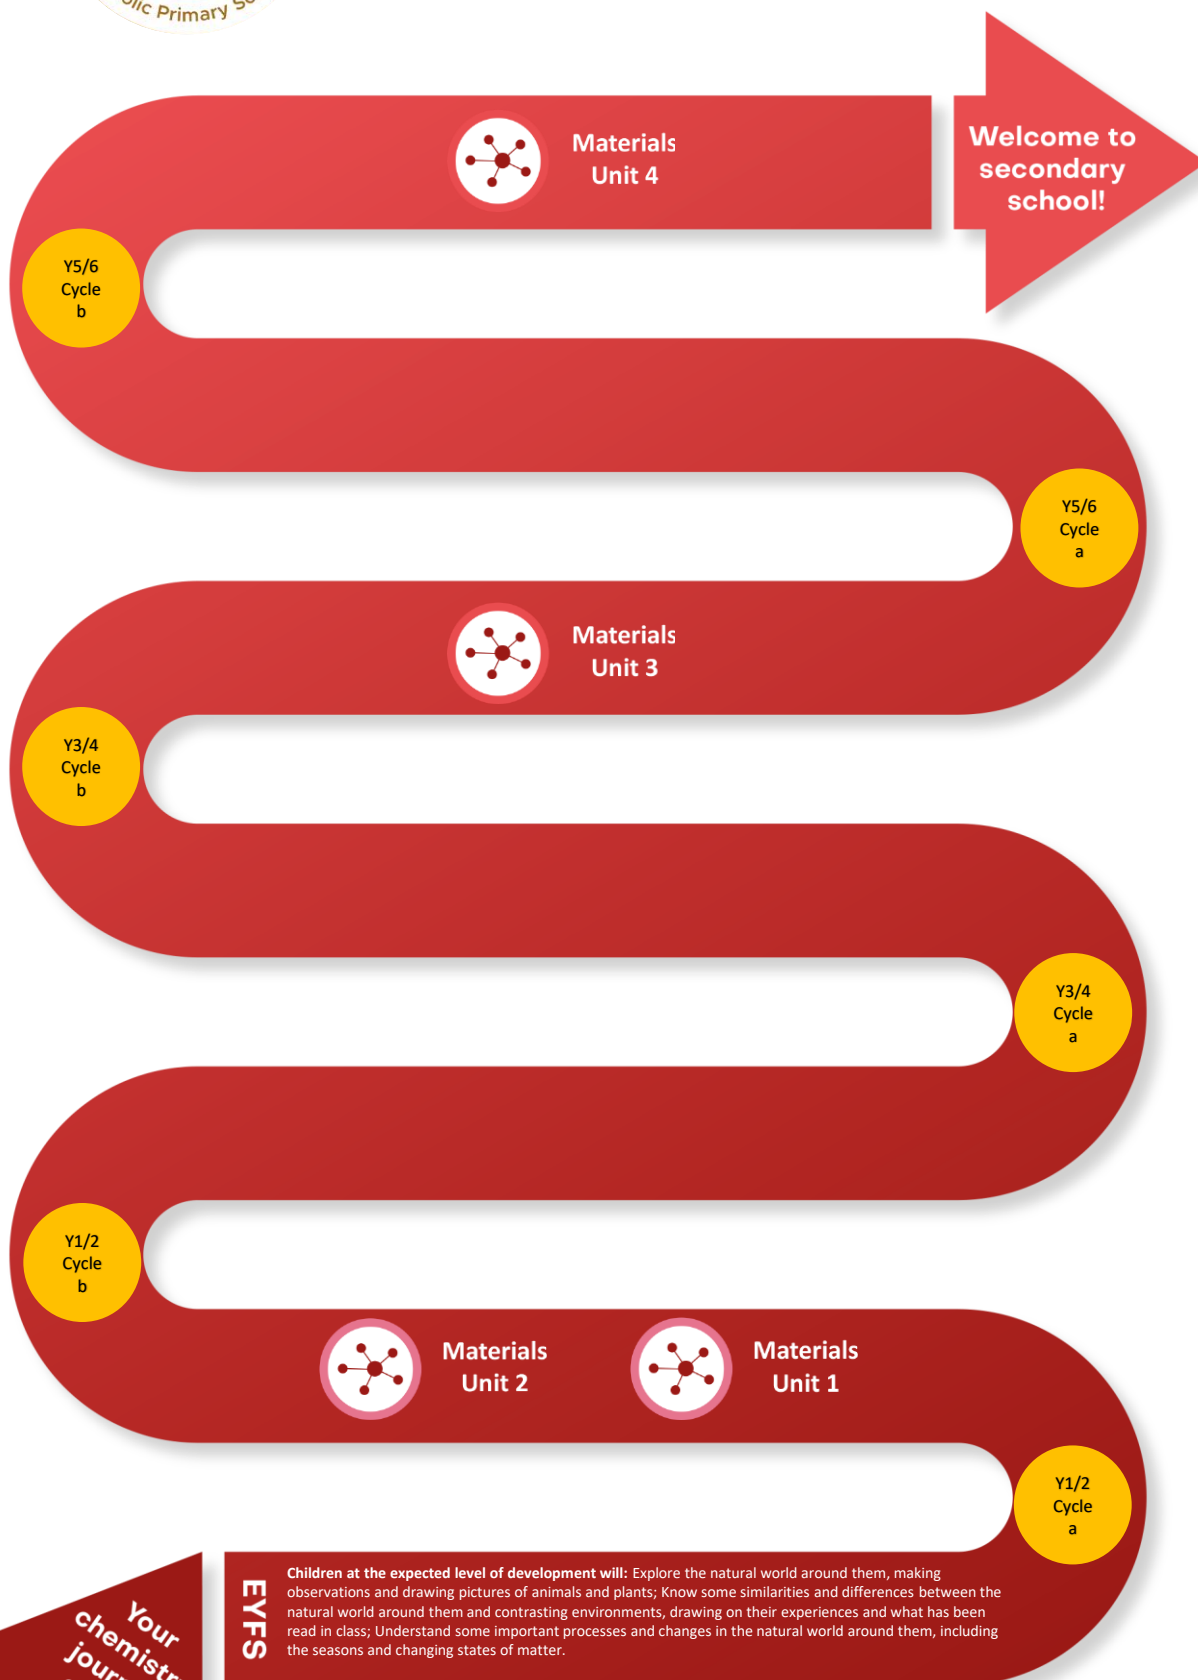 Primary
Materials
Unit 4
Welcome to
secondary
school!
Y5/6
Cycle
b
Y5/6
Cycle
a
Materials
Unit 3
Y3/4
Cycle
b
Y3/4
Cycle
a
Y1/2
Cycle
b
Materials
Unit 2
Materials
Unit 1
Y1/2
Cycle
a
EYFS
Children at the expected level of development will: Explore the natural world around them, making
observations and drawing pictures of animals and plants; Know some similarities and differences between the
natural world around them and contrasting environments, drawing on their experiences and what has been
read in class; Understand some important processes and changes in the natural world around them, including
the seasons and changing states of matter.
Your